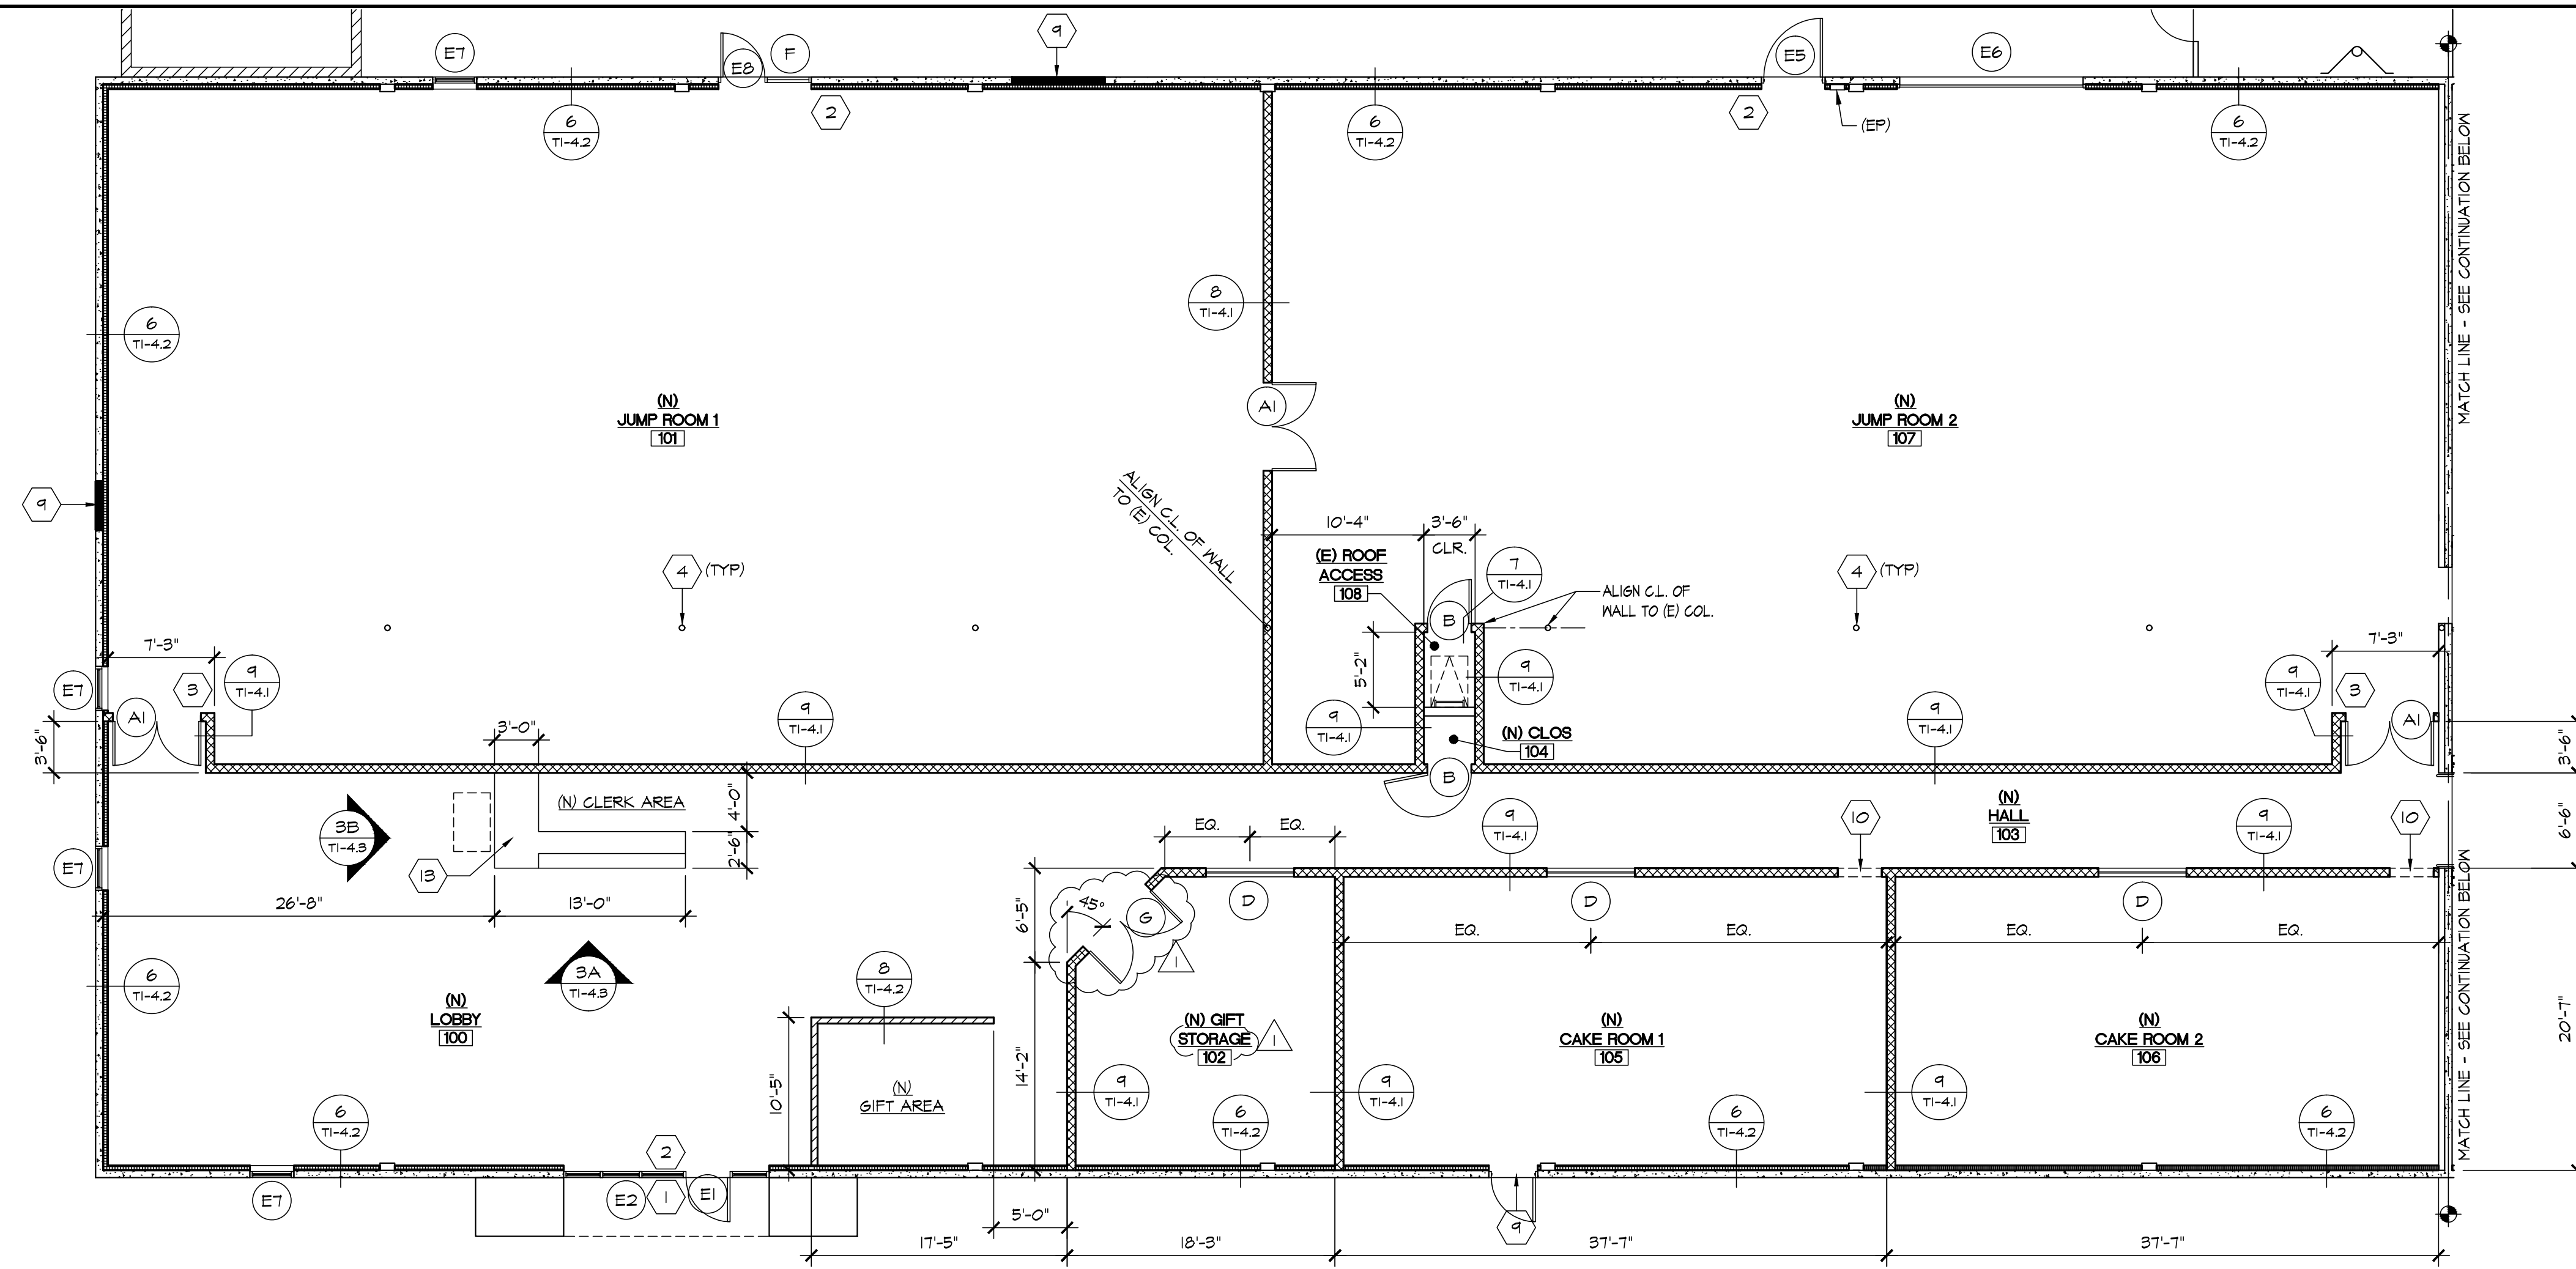 9
E7
E8
F
E5
E6
2
2
(EP)
6
TI-4.2
6
TI-4.2
6
TI-4.2
MATCH LINE - SEE CONTINUATION BELOW
8
TI-4.1
6
TI-4.2
(N)
JUMP ROOM 1
101
A1
(N)
JUMP ROOM 2
107
9
ALIGN C.L. OF WALL
TO (E) COL.
10'-4"
3'-6"
CLR.
(E) ROOF
ACCESS
108
7
TI-4.1
4
(TYP)
4
(TYP)
ALIGN C.L. OF
WALL TO (E) COL.
B
7'-3"
7'-3"
5'-2"
E7
3
9
TI-4.1
9
TI-4.1
9
TI-4.1
3
A1
A1
9
TI-4.1
9
TI-4.1
9
TI-4.1
3'-6"
3'-0"
(N) CLOS
104
3'-6"
B
(N) CLERK AREA
4'-0"
2'-6"
3B
TI-4.3
13
E7
EQ.
EQ.
9
TI-4.1
10
(N)
HALL
103
9
TI-4.1
10
6'-6"
26'-8"
13'-0"
6'-5"
45°
G
D
D
D
EQ.
EQ.
EQ.
EQ.
1
6
TI-4.2
3A
TI-4.3
8
TI-4.2
(N)
LOBBY
100
(N) GIFT
STORAGE
102
1
(N)
CAKE ROOM 1
105
(N)
CAKE ROOM 2
106
20'-7"
MATCH LINE - SEE CONTINUATION BELOW
10'-5"
14'-2"
(N)
GIFT AREA
9
TI-4.1
9
TI-4.1
9
TI-4.1
6
TI-4.2
6
TI-4.2
6
TI-4.2
6
TI-4.2
2
E7
E2
1
E1
5'-0"
9
17'-5"
18'-3"
37'-7"
37'-7"